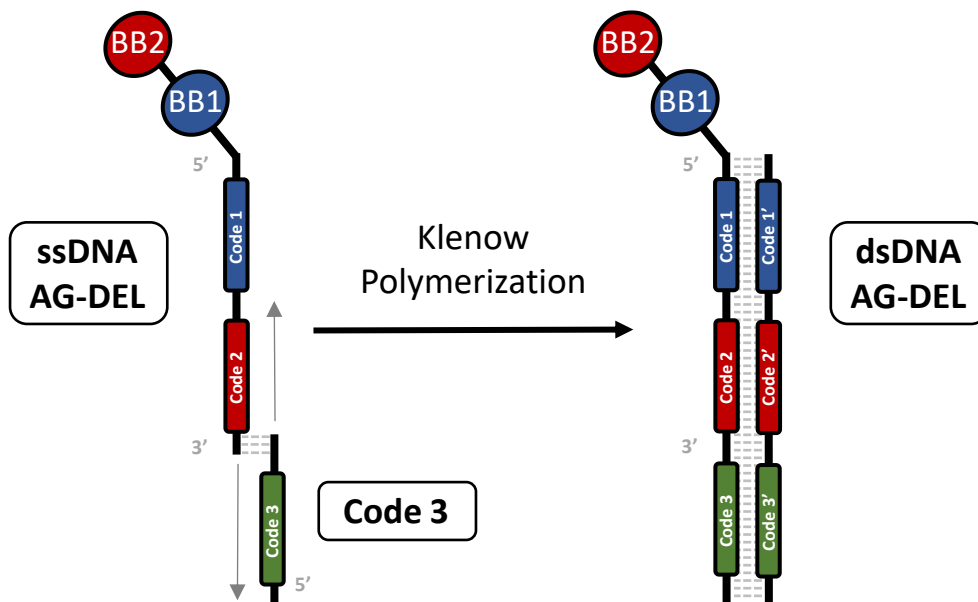 BB2
BB1
5’
Code 1
ssDNA
AG-DEL
Code 2
3’
Code 3
5’
Code 3
Klenow
Polymerization
BB2
BB1
5’
Code 1
Code 1’
dsDNA
AG-DEL
Code 2
Code 2’
3’
Code 3
Code 3’